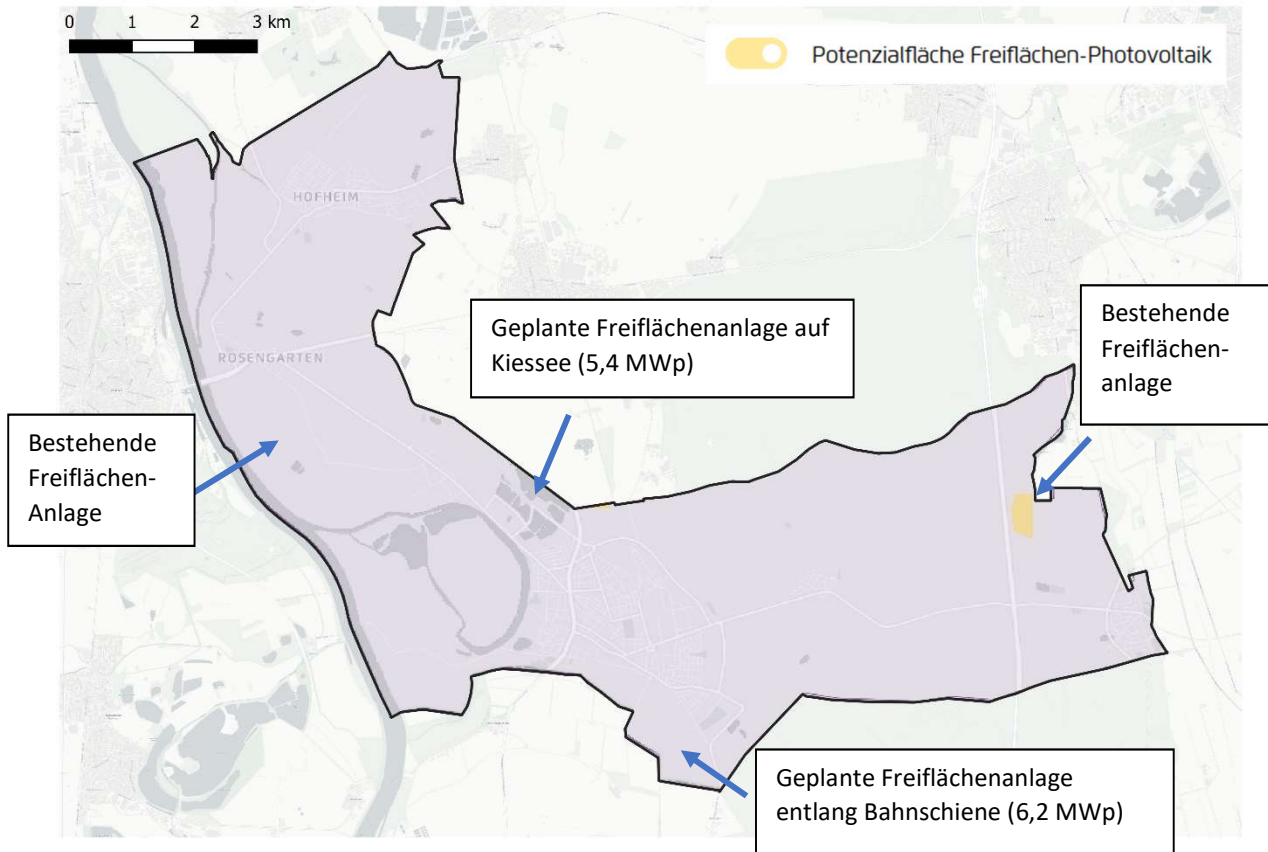 0 1 2 3 km
Potenzialfläche Freiflächen-Photovoltaik
HOFHEIM
ROSENGARTEN
Geplante Freiflächenanlage auf
Kiessee (5,4 MWp)
Bestehende
Freiflächen-
anlage
Bestehende
Freiflächen-
Anlage
Geplante Freiflächenanlage
entlang Bahnschiene (6,2 MWp)